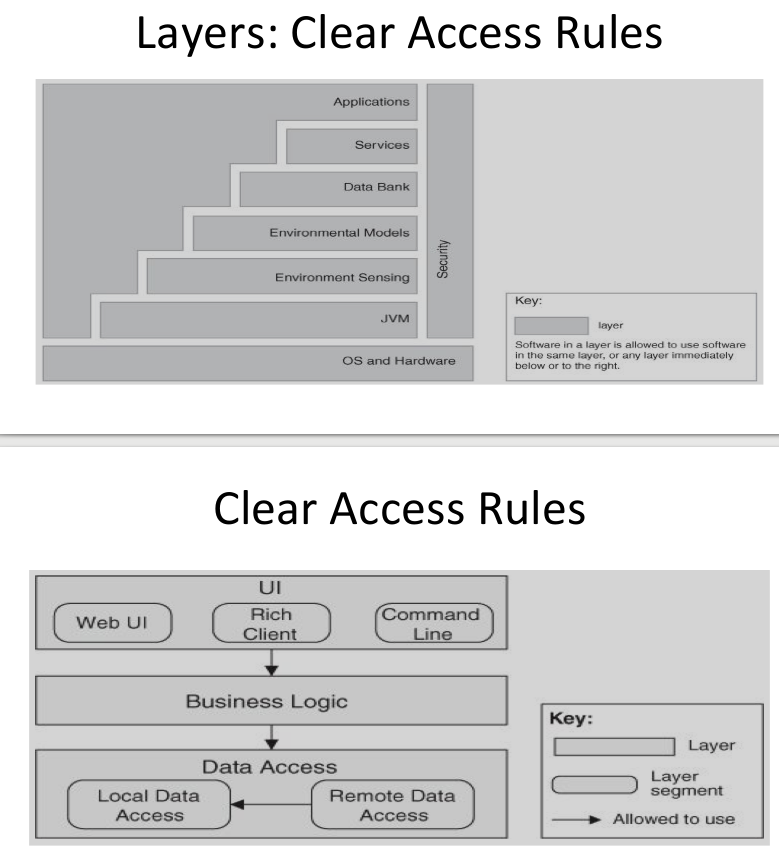 Layers: Clear Access Rules
Applications
Services
Data Bank
Environmental Models
Environment Sensing
JVM
OS and Hardware
Security
Key:
layer
Software in a layer is allowed to use software
in the same layer, or any layer immediately
below or to the right.
Clear Access Rules
UI
Web UI
Rich
Client
Command
Line
Business Logic
Data Access
Local Data
Access
Remote Data
Access
Key:
Layer
Layer
segment
Allowed to use